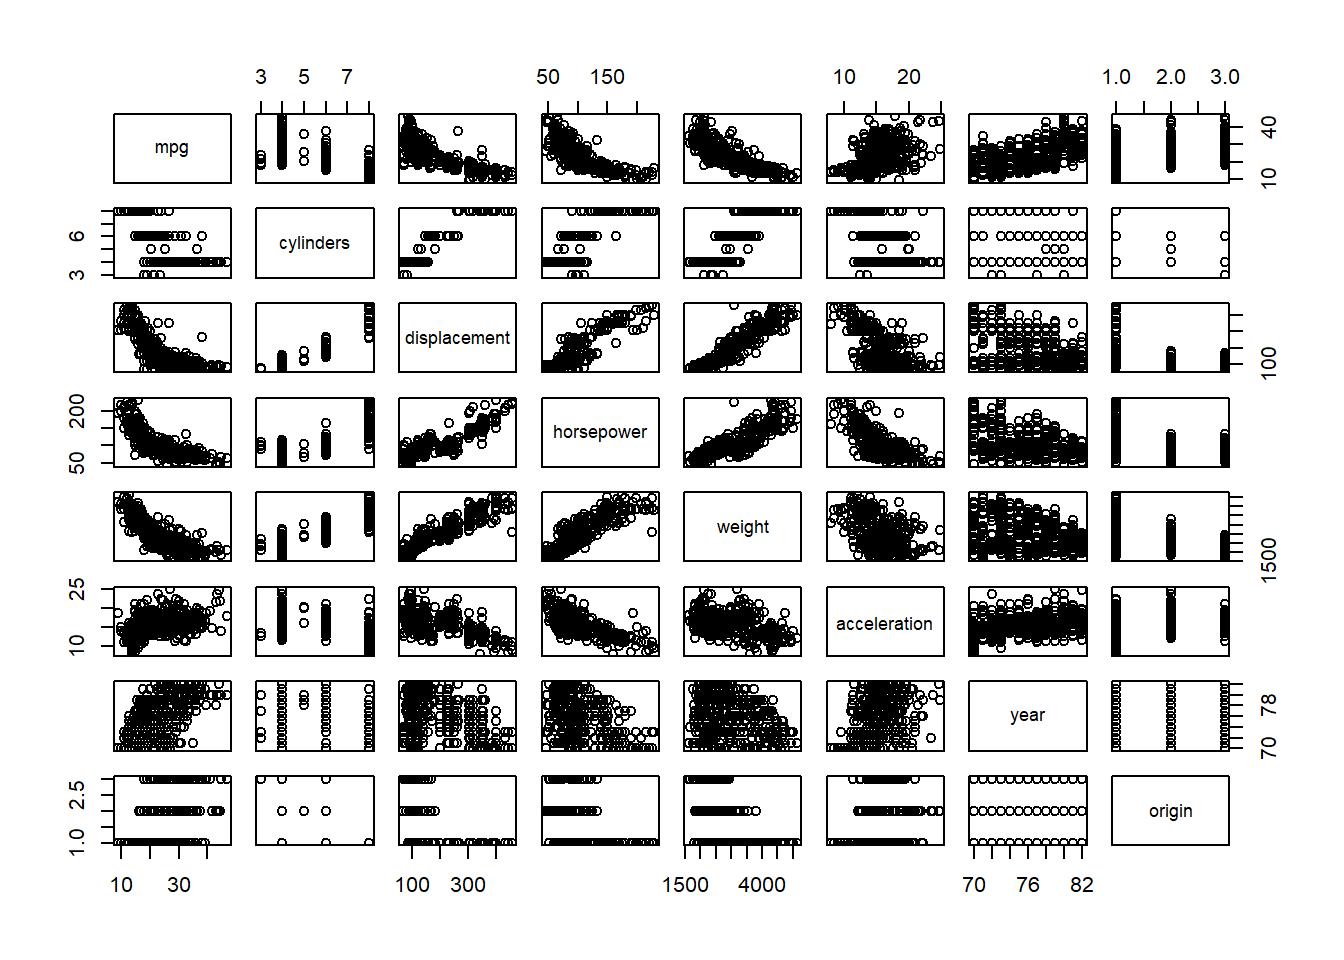 3 5 7 50 150 10 20 1.0 2.0 3.0
mpg 10 40
3 6 cylinders
displacement 100
50 200 horsepower
weight 1500
10 25 acceleration
year 70 78
1.0 2.5 origin
10 30 100 300 1500 4000 70 76 82